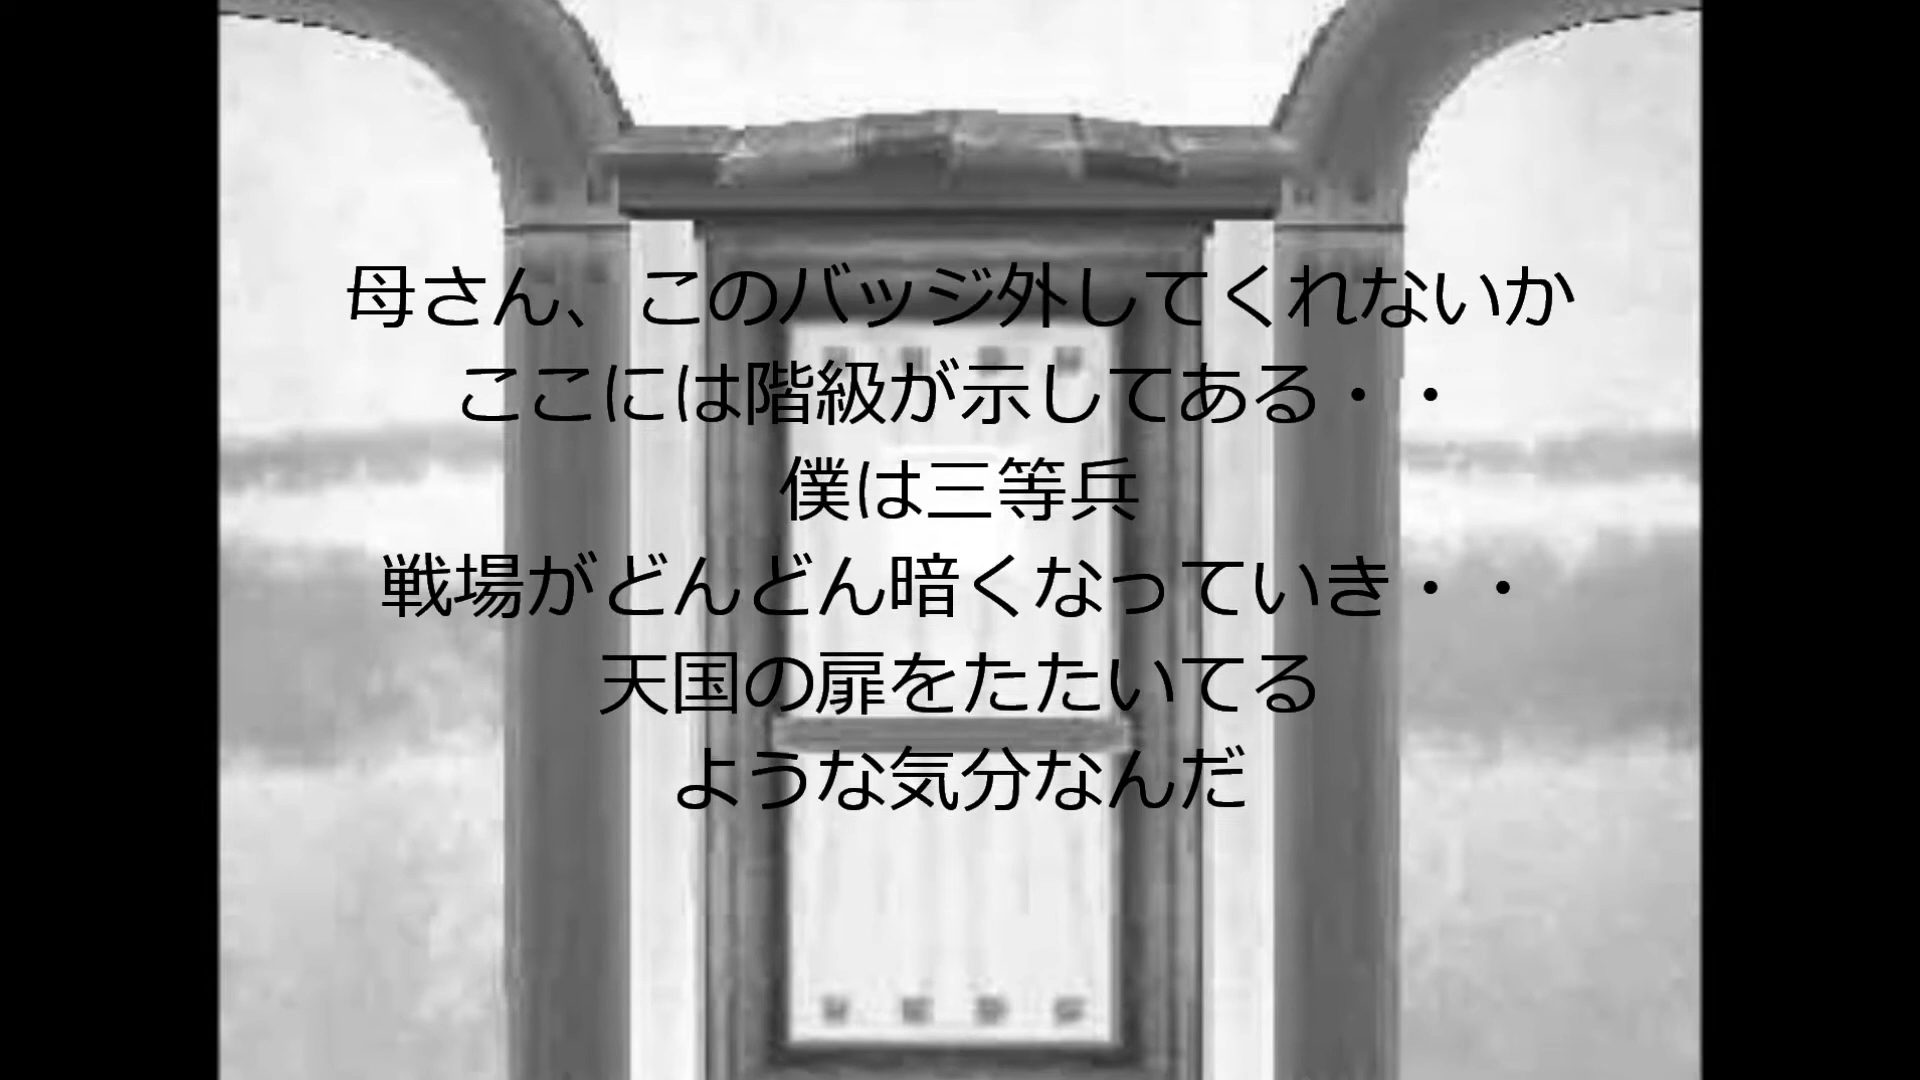 母さん、このバッジ外してくれないか
ここには階級が示してある・・
僕は三等兵
戦場がどんどん暗くなっていき・・
天国の扉をたたいてる
ような気分なんだ